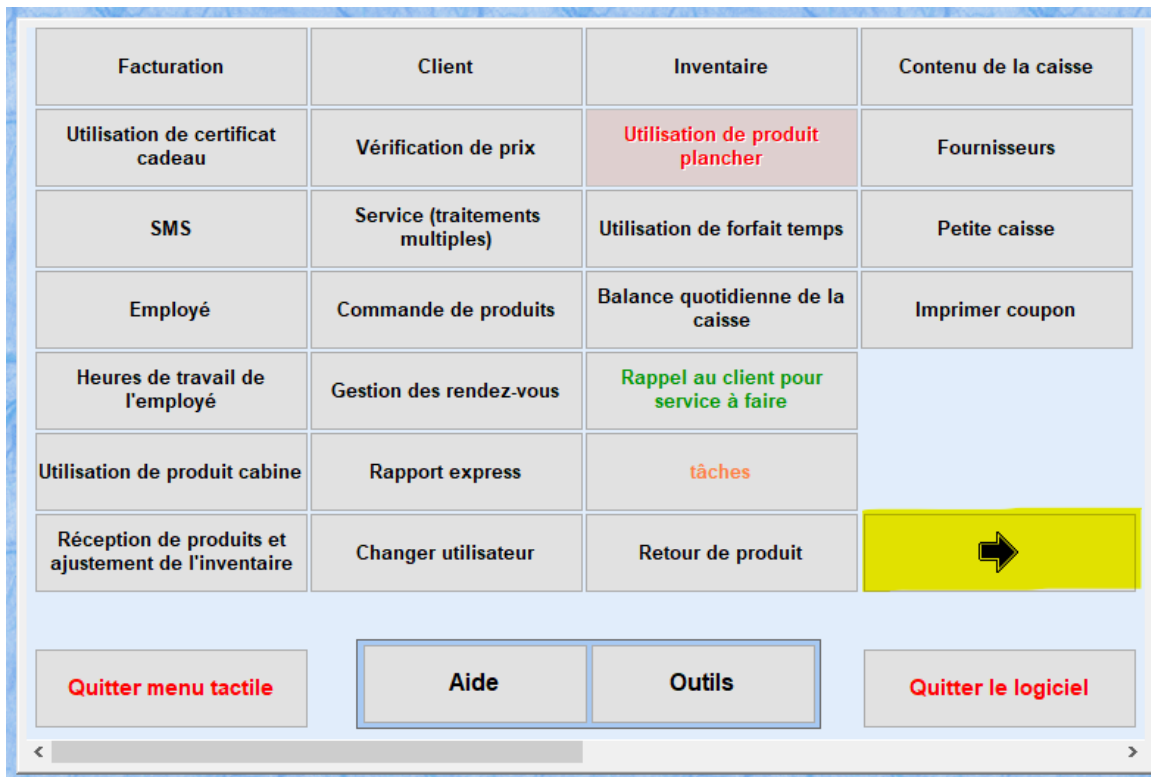 Facturation
Client
Inventaire
Contenu de la caisse
Utilisation de certificat
cadeau
Vérification de prix
Utilisation de produit
plancher
Fournisseurs
SMS
Service (traitements
multiples)
Utilisation de forfait temps
Petite caisse
Employé
Commande de produits
Balance quotidienne de la
caisse
Imprimer coupon
Heures de travail de
l'employé
Gestion des rendez-vous
Rappel au client pour
service à faire
Utilisation de produit cabine
Rapport express
tâches
Réception de produits et
ajustement de l'inventaire
Changer utilisateur
Retour de produit
Quitter menu tactile
Aide
Outils
Quitter le logiciel